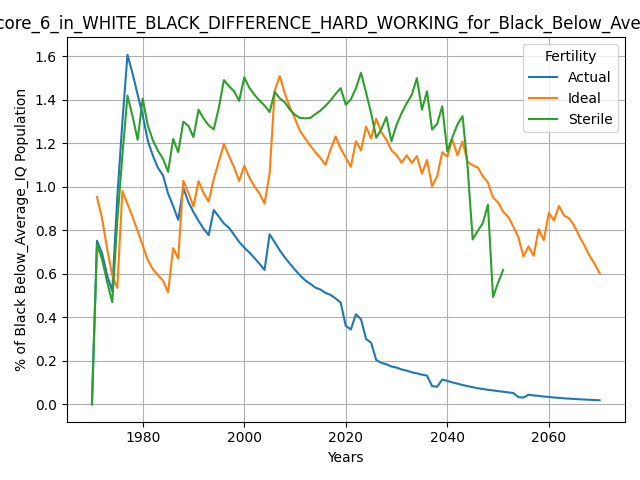 core_6_in_WHITE_BLACK_DIFFERENCE_HARD_WORKING_for_Black_Below_Ave
Fertility
Actual
Ideal
Sterile
% of Black Below_Average_IQ Population
1.6
1.4
1.2
1.0
0.8
0.6
0.4
0.2
0.0
1980
2000
2020
2040
2060
Years